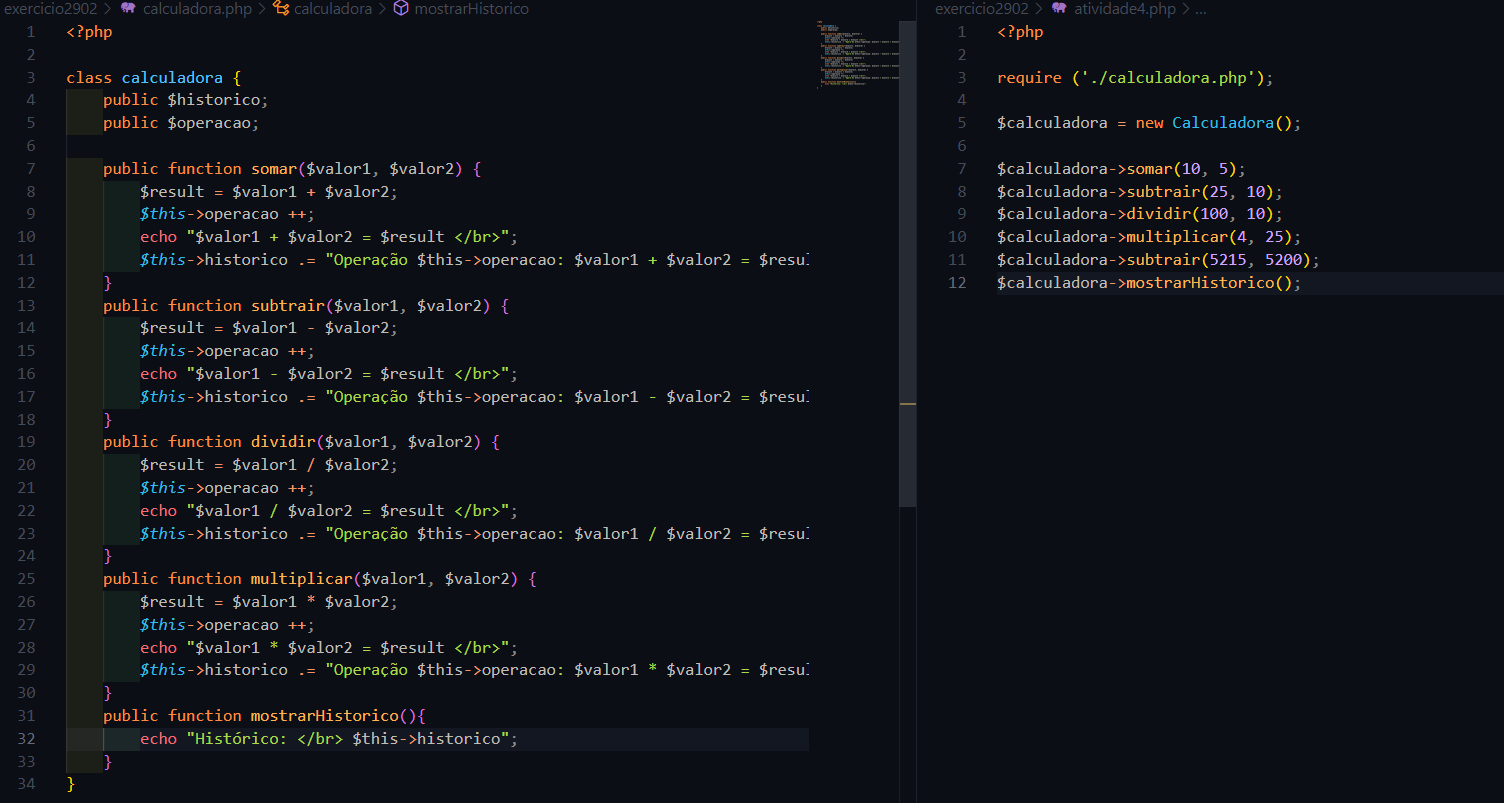 exercicio2902 > calculadora.php > calculadora > mostrarHistorico
1 <?php
2
3 class calculadora {
4 public $historico;
5 public $operacao;
6
7 public function somar($valor1, $valor2) {
8 $result = $valor1 + $valor2;
9 $this->operacao ++;
10 echo "$valor1 + $valor2 = $result </br>";
11 $this->historico .= "Operação $this->operacao: $valor1 + $valor2 = $resul
12 }
13 public function subtrair($valor1, $valor2) {
14 $result = $valor1 - $valor2;
15 $this->operacao ++;
16 echo "$valor1 - $valor2 = $result </br>";
17 $this->historico .= "Operação $this->operacao: $valor1 - $valor2 = $resul
18 }
19 public function dividir($valor1, $valor2) {
20 $result = $valor1 / $valor2;
21 $this->operacao ++;
22 echo "$valor1 / $valor2 = $result </br>";
23 $this->historico .= "Operação $this->operacao: $valor1 / $valor2 = $resul
24 }
25 public function multiplicar($valor1, $valor2) {
26 $result = $valor1 * $valor2;
27 $this->operacao ++;
28 echo "$valor1 * $valor2 = $result </br>";
29 $this->historico .= "Operação $this->operacao: $valor1 * $valor2 = $resul
30 }
31 public function mostrarHistorico(){
32 echo "Histórico: </br> $this->historico";
33 }
34 }
exercicio2902 > atividade4.php > ...
1 <?php
2
3 require ('./calculadora.php');
4
5 $calculadora = new Calculadora();
6
7 $calculadora->somar(10, 5);
8 $calculadora->subtrair(25, 10);
9 $calculadora->dividir(100, 10);
10 $calculadora->multiplicar(4, 25);
11 $calculadora->subtrair(5215, 5200);
12 $calculadora->mostrarHistorico();